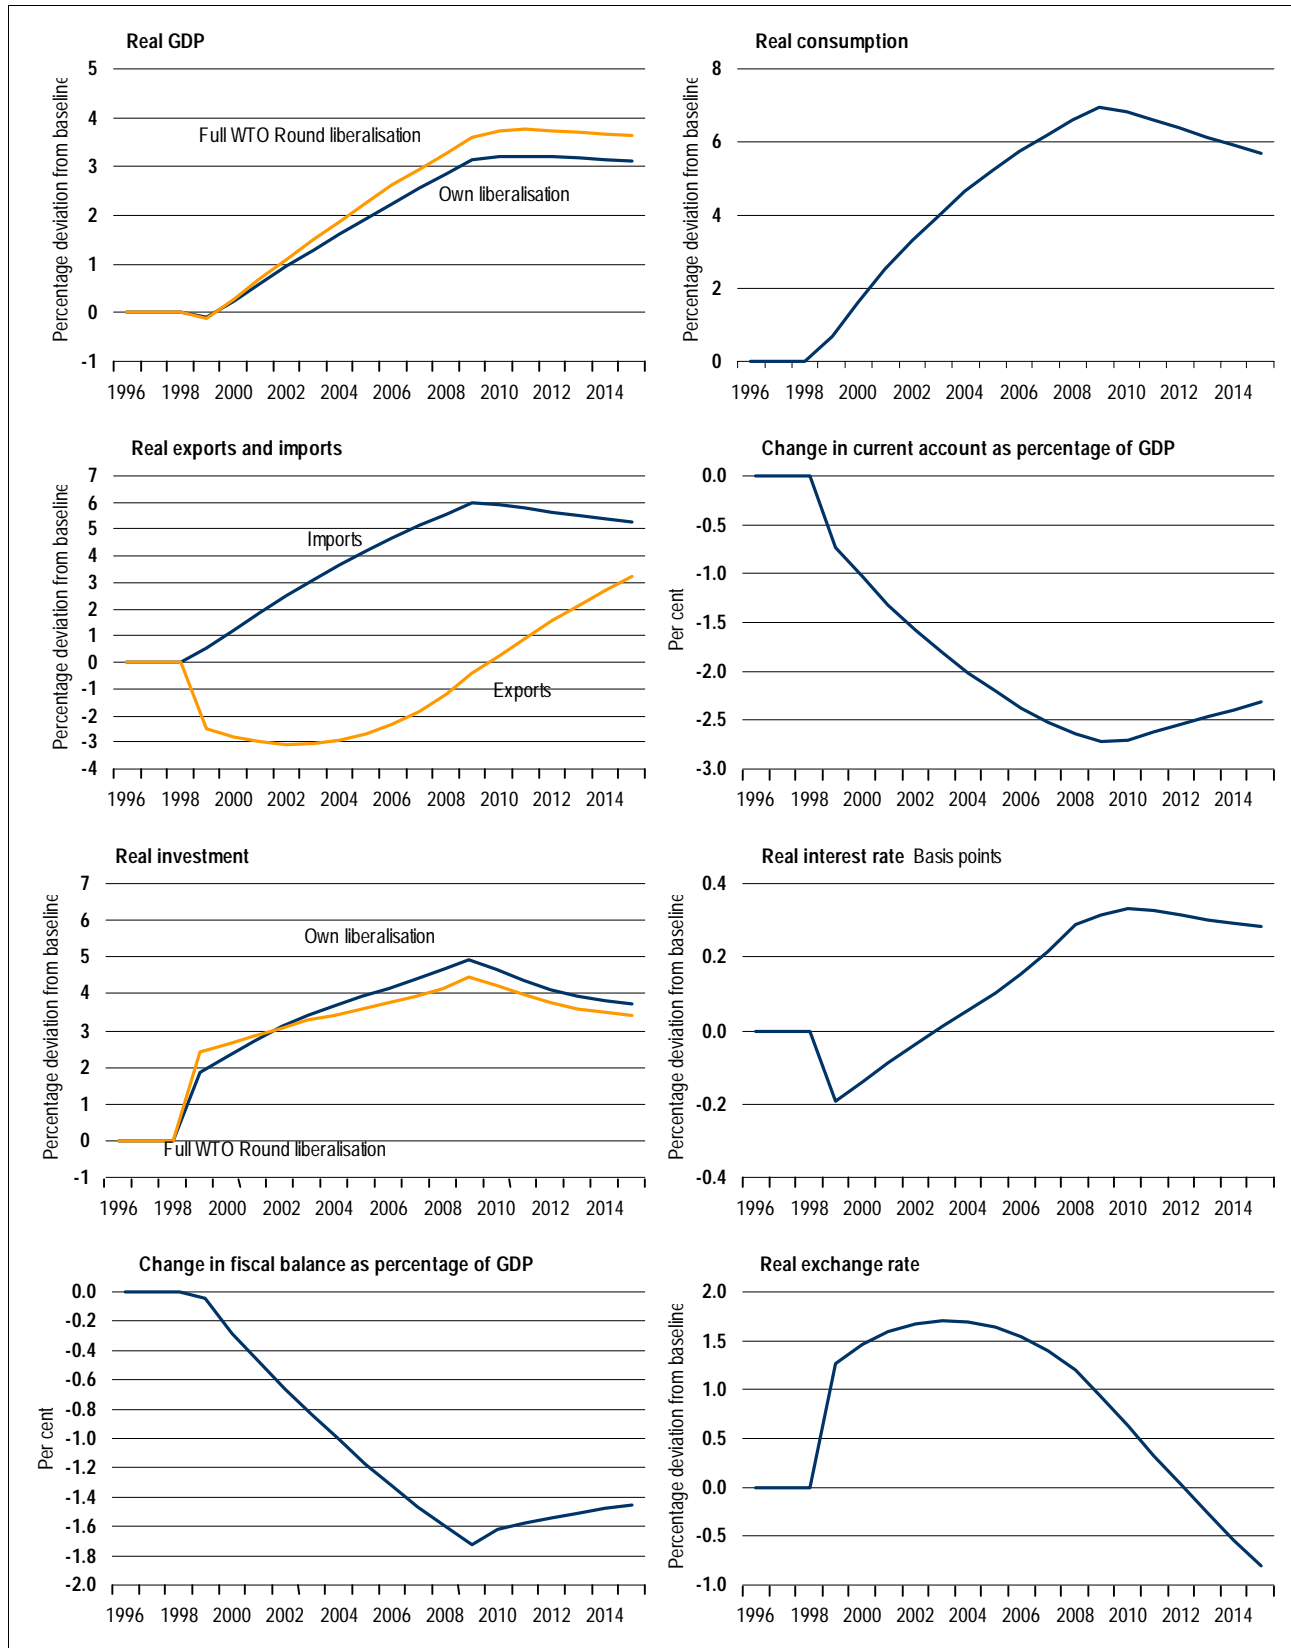 Real GDP
Percentage deviation from baseline
5
4
3
2
1
0
-1
Full WTO Round liberalisation
Own liberalisation
1996 1998 2000 2002 2004 2006 2008 2010 2012 2014
Real consumption
Percentage deviation from baseline
8
6
4
2
0
1996 1998 2000 2002 2004 2006 2008 2010 2012 2014
Real exports and imports
Percentage deviation from baseline
7
6
5
4
3
2
1
0
-1
-2
-3
-4
Imports
Exports
1996 1998 2000 2002 2004 2006 2008 2010 2012 2014
Change in current account as percentage of GDP
Per cent
0.0
-0.5
-1.0
-1.5
-2.0
-2.5
-3.0
1996 1998 2000 2002 2004 2006 2008 2010 2012 2014
Real investment
Percentage deviation from baseline
7
6
5
4
3
2
1
0
-1
Own liberalisation
Full WTO Round liberalisation
1996 1998 2000 2002 2004 2006 2008 2010 2012 2014
Real interest rate Basis points
Percentage deviation from baseline
0.4
0.2
0.0
-0.2
-0.4
1996 1998 2000 2002 2004 2006 2008 2010 2012 2014
Change in fiscal balance as percentage of GDP
Per cent
0.0
-0.2
-0.4
-0.6
-0.8
-1.0
-1.2
-1.4
-1.6
-1.8
-2.0
1996 1998 2000 2002 2004 2006 2008 2010 2012 2014
Real exchange rate
Percentage deviation from baseline
2.0
1.5
1.0
0.5
0.0
-0.5
-1.0
1996 1998 2000 2002 2004 2006 2008 2010 2012 2014